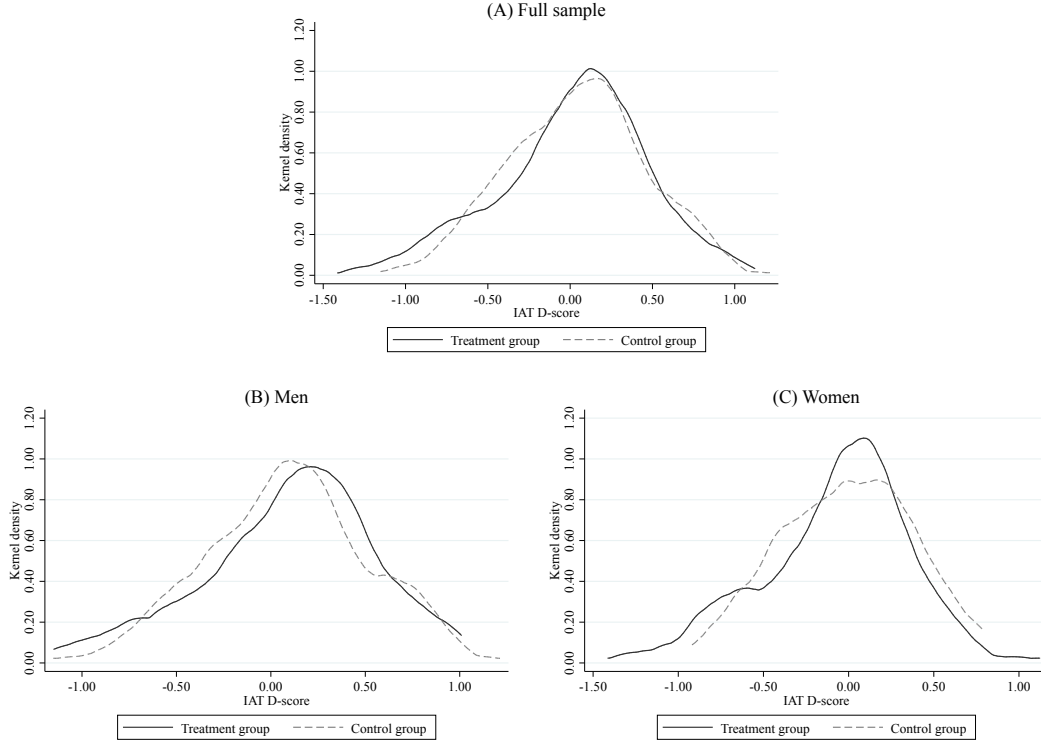 (A) Full sample
Kernel density
0.00 0.20 0.40 0.60 0.80 1.00 1.20
-1.50 -1.00 -0.50 0.00 0.50 1.00
IAT D-score
Treatment group Control group
(B) Men
Kernel density
0.00 0.20 0.40 0.60 0.80 1.00 1.20
-1.00 -0.50 0.00 0.50 1.00
IAT D-score
Treatment group Control group
(C) Women
Kernel density
0.00 0.20 0.40 0.60 0.80 1.00 1.20
-1.50 -1.00 -0.50 0.00 0.50 1.00
IAT D-score
Treatment group Control group